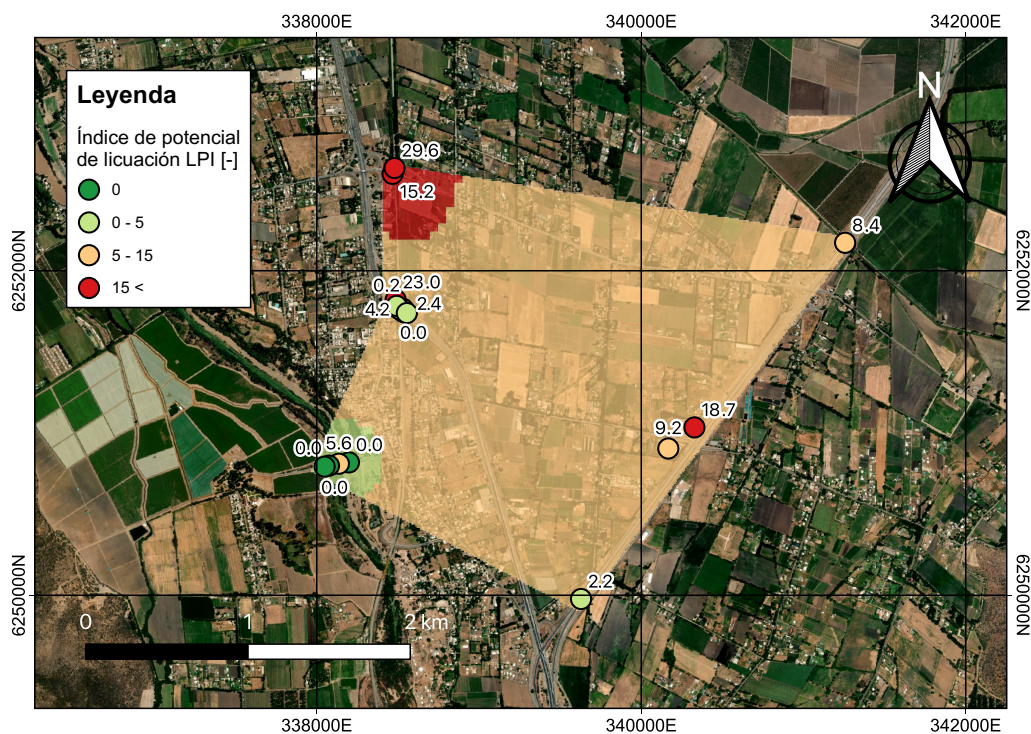 338000E
340000E
342000E
N
Leyenda
Índice de potencial
de licuación LPI [-]
0
0 - 5
5 - 15
15 <
29.6
15.2
8.4
6252000N
6252000N
0.2
23.0
4.2
2.4
0.0
18.7
9.2
0.0
5.6
0.0
0.0
2.2
6250000N
6250000N
0
1
2 km
338000E
340000E
342000E